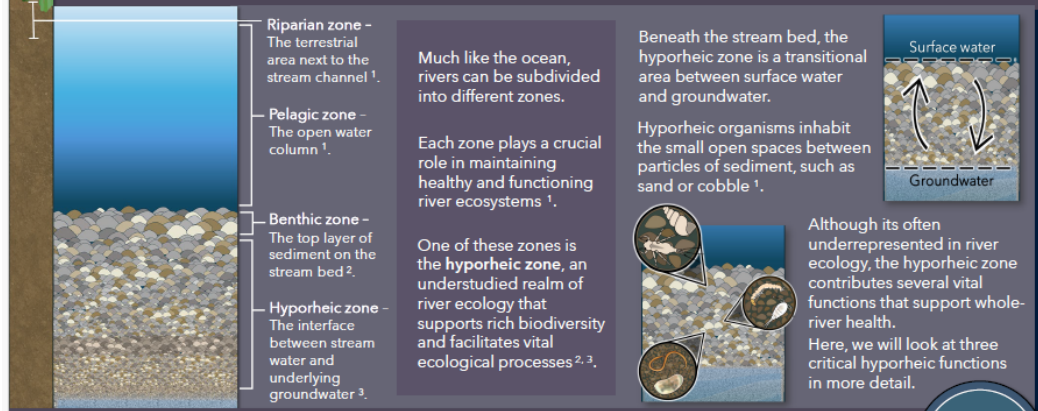 Riparian zone –
The terrestrial
area next to the
stream channel ¹.
Pelagic zone –
The open water
column ¹.
Benthic zone –
The top layer of
sediment on the
stream bed ².
Hyporheic zone –
The interface
between stream
water and
underlying
groundwater ³.
Much like the ocean,
rivers can be subdivided
into different zones.
Each zone plays a crucial
role in maintaining
healthy and functioning
river ecosystems ¹.
One of these zones is
the hyporheic zone, an
understudied realm of
river ecology that
supports rich biodiversity
and facilitates vital
ecological processes ², ³.
Beneath the stream bed, the
hyporheic zone is a transitional
area between surface water
and groundwater.
Hyporheic organisms inhabit
the small open spaces between
particles of sediment, such as
sand or cobble ¹.
Surface water
Groundwater
Although its often
underrepresented in river
ecology, the hyporheic zone
contributes several vital
functions that support whole-
river health.
Here, we will look at three
critical hyporheic functions
in more detail.